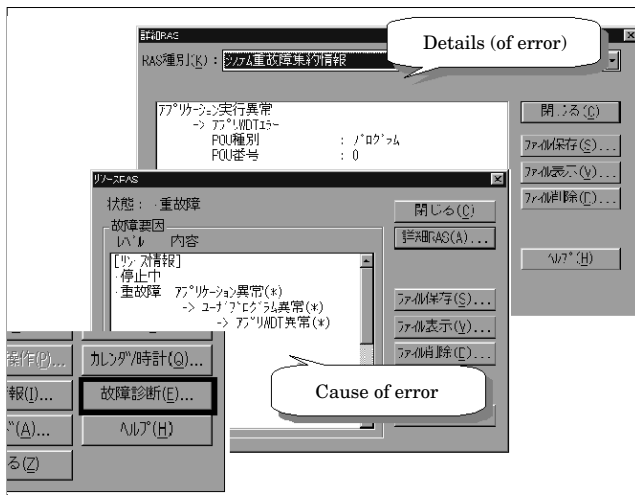 詳細RAS
RAS種別(K) : システム重故障集約情報
Details (of error)
アプリケーション実行異常
-> アプリWDTエラー
POU種別 : プログラム
POU番号 : 0
閉じる(C)
ファイル保存(S)...
ファイル表示(V)...
ファイル削除(D)...
ヘルプ(H)
リソースRAS
状態 : 重故障
故障要因
レベル 内容
[リソース情報]
停止中
重故障 アプリケーション異常(*)
-> ユーザプログラム異常(*)
-> アプリWDT異常(*)
閉じる(C)
詳細RAS(A)...
ファイル保存(S)...
ファイル表示(V)...
ファイル削除(E)...
Cause of error
操作(P)...
カレンダ/時計(Q)...
報(I)...
故障診断(E)...
(A)...
ヘルプ(H)
る(Z)